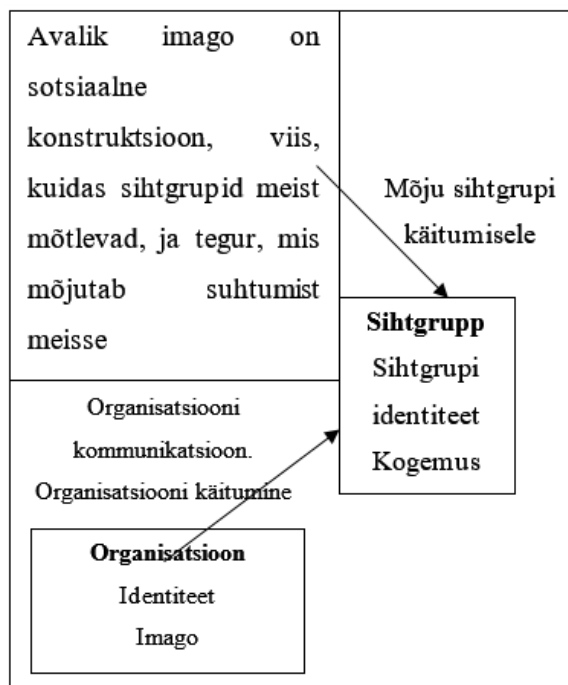 Avalik imago on
sotsiaalne
konstruktsioon, viis,
kuidas sihtgrupid meist
mõtlevad, ja tegur, mis
mõjutab suhtumist
meisse
Mõju sihtgrupi
käitumisele
Sihtgrupp
Sihtgrupi
identiteet
Kogemus
Organisatsiooni
kommunikatsioon.
Organisatsiooni käitumine
Organisatsioon
Identiteet
Imago